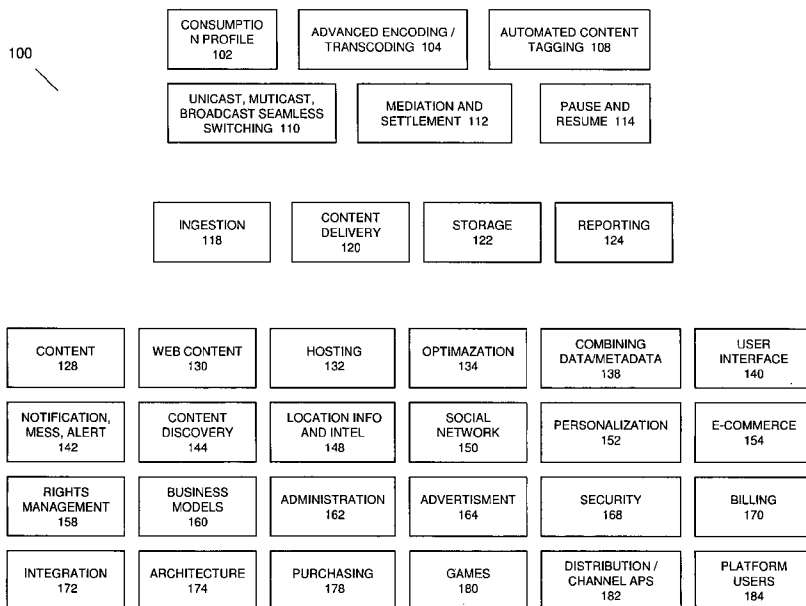 100
CONSUMPTIO
N PROFILE
102
ADVANCED ENCODING /
TRANSCODING 104
AUTOMATED CONTENT
TAGGING 108
UNICAST, MUTICAST,
BROADCAST SEAMLESS
SWITCHING 110
MEDIATION AND
SETTLEMENT 112
PAUSE AND
RESUME 114
INGESTION
118
CONTENT
DELIVERY
120
STORAGE
122
REPORTING
124
CONTENT
128
WEB CONTENT
130
HOSTING
132
OPTIMAZATION
134
COMBINING
DATA/METADATA
138
USER
INTERFACE
140
NOTIFICATION,
MESS, ALERT
142
CONTENT
DISCOVERY
144
LOCATION INFO
AND INTEL
148
SOCIAL
NETWORK
150
PERSONALIZATION
152
E-COMMERCE
154
RIGHTS
MANAGEMENT
158
BUSINESS
MODELS
160
ADMINISTRATION
162
ADVERTISMENT
164
SECURITY
168
BILLING
170
INTEGRATION
172
ARCHITECTURE
174
PURCHASING
178
GAMES
180
DISTRIBUTION /
CHANNEL APS
182
PLATFORM
USERS
184